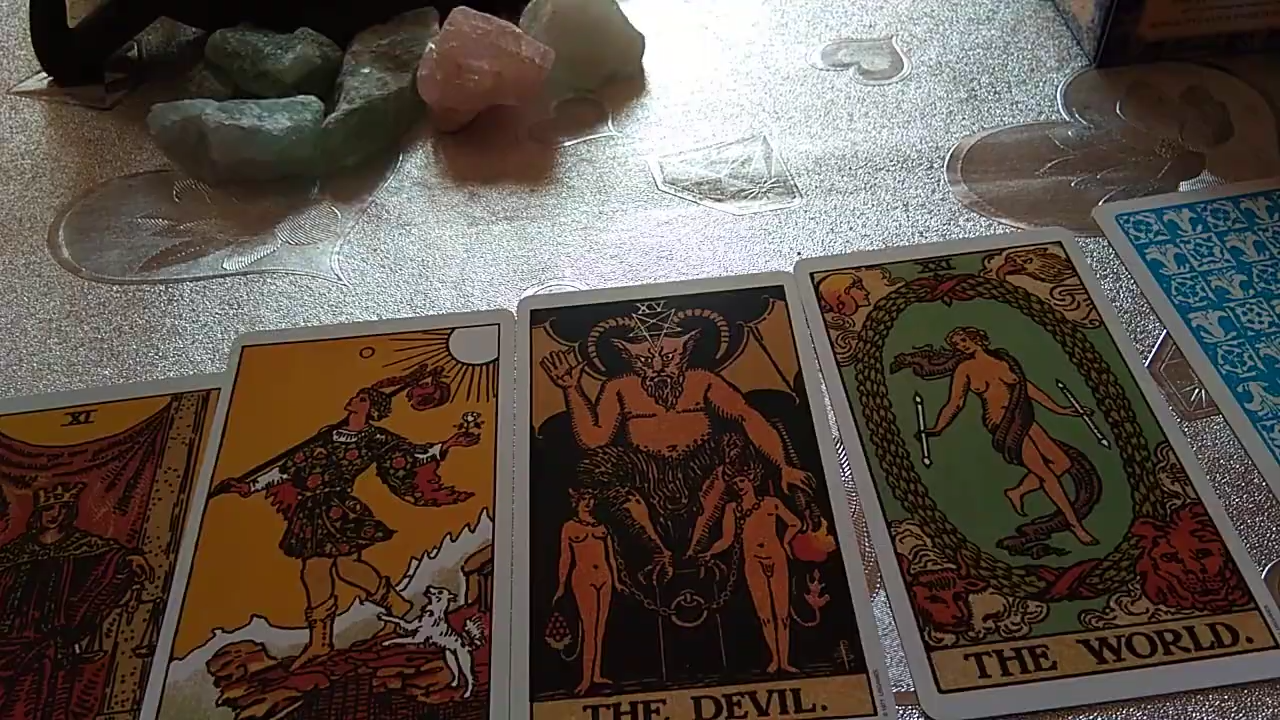 XI
XV
THE DEVIL.
XXI
THE WORLD.